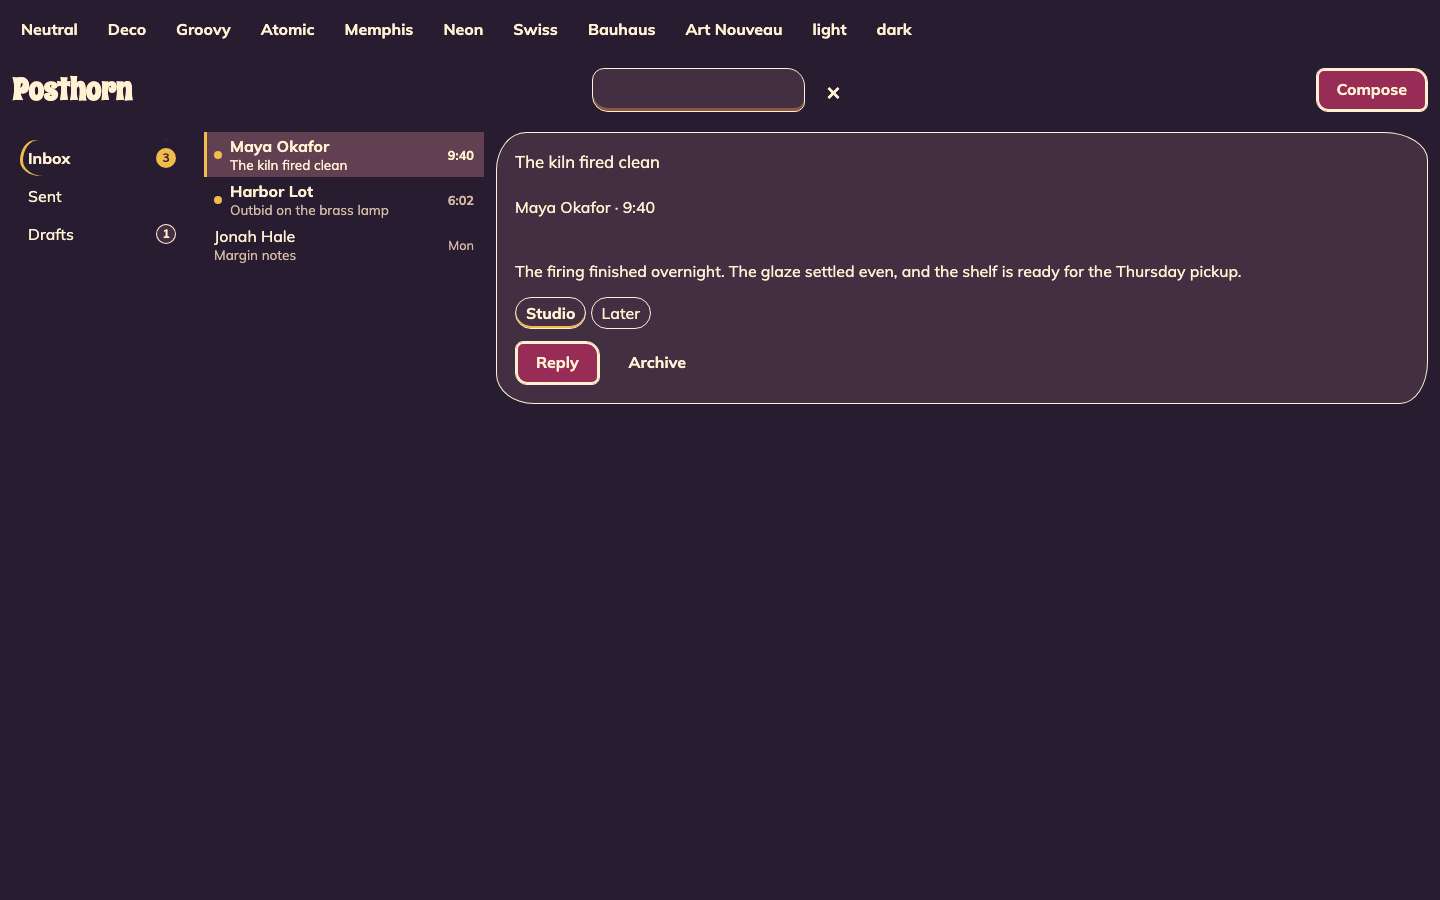 Neutral Deco Groovy Atomic Memphis Neon Swiss Bauhaus Art Nouveau light dark
Posthorn
Compose
Inbox 3
Sent
Drafts 1
Maya Okafor 9:40
The kiln fired clean
Harbor Lot 6:02
Outbid on the brass lamp
Jonah Hale Mon
Margin notes
The kiln fired clean
Maya Okafor · 9:40
The firing finished overnight. The glaze settled even, and the shelf is ready for the Thursday pickup.
Studio Later
Reply Archive